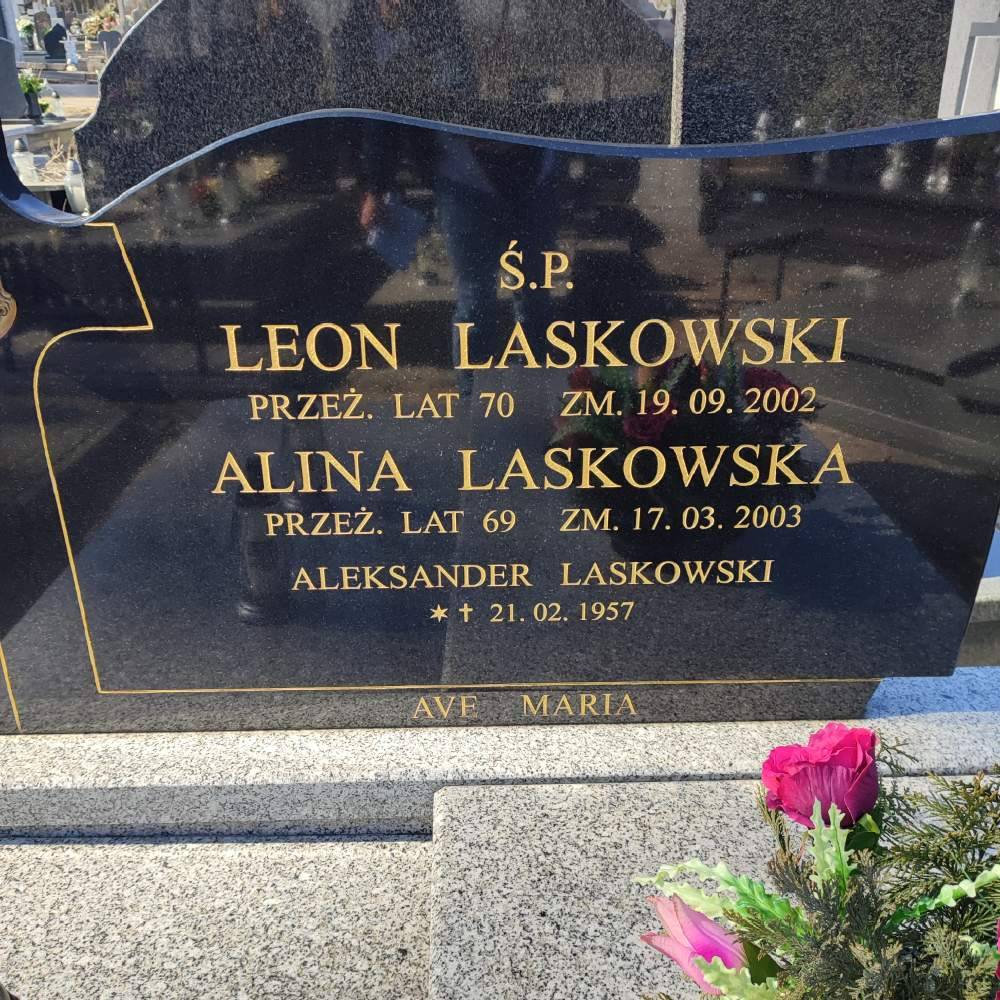 Ś.P.
LEON LASKOWSKI
PRZEŻ. LAT 70 ZM. 19. 09. 2002
ALINA LASKOWSKA
PRZEŻ. LAT 69 ZM. 17. 03. 2003
ALEKSANDER LASKOWSKI
✶ † 21. 02. 1957
AVE MARIA